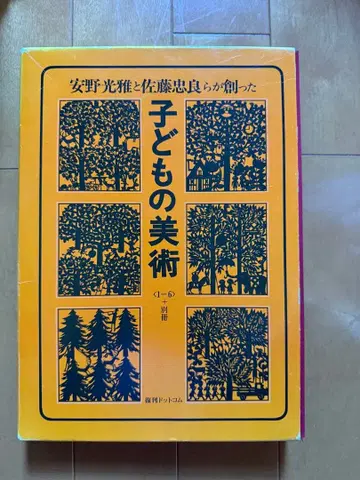 安野光雅と佐藤忠良らが創った
子どもの美術
〈1−6〉+別冊
復刊ドットコム